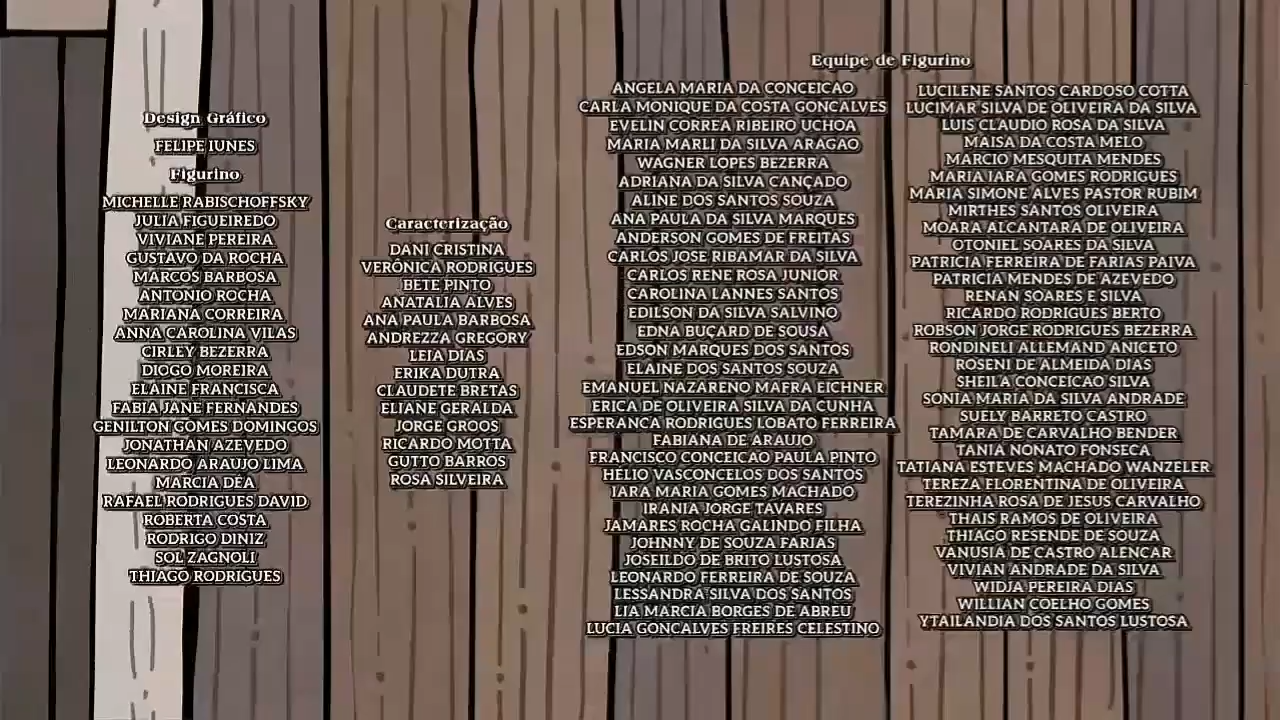 Design Gráfico
FELIPE IUNES
Figurino
MICHELLE RABISCHOFFSKY
JULIA FIGUEIREDO
VIVIANE PEREIRA
GUSTAVO DA ROCHA
MARCOS BARBOSA
ANTONIO ROCHA
MARIANA CORREIRA
ANNA CAROLINA VILAS
CIRLEY BEZERRA
DIOGO MOREIRA
ELAINE FRANCISCA
FABIA JANE FERNANDES
GENILTON GOMES DOMINGOS
JONATHAN AZEVEDO
LEONARDO ARAUJO LIMA
MARCIA DÉA
RAFAEL RODRIGUES DAVID
ROBERTA COSTA
RODRIGO DINIZ
SOL ZAGNOLI
THIAGO RODRIGUES
Caracterização
DANI CRISTINA
VERÔNICA RODRIGUES
BETE PINTO
ANATALIA ALVES
ANA PAULA BARBOSA
ANDREZZA GREGORY
LEIA DIAS
ERIKA DUTRA
CLAUDETE BRETAS
ELIANE GERALDA
JORGE GROOS
RICARDO MOTTA
GUTTO BARROS
ROSA SILVEIRA
Equipe de Figurino
ANGELA MARIA DA CONCEICAO
CARLA MONIQUE DA COSTA GONCALVES
EVELIN CORREA RIBEIRO UCHOA
MARIA MARLI DA SILVA ARAGAO
WAGNER LOPES BEZERRA
ADRIANA DA SILVA CANÇADO
ALINE DOS SANTOS SOUZA
ANA PAULA DA SILVA MARQUES
ANDERSON GOMES DE FREITAS
CARLOS JOSE RIBAMAR DA SILVA
CARLOS RENE ROSA JUNIOR
CAROLINA LANNES SANTOS
EDILSON DA SILVA SALVINO
EDNA BUÇARD DE SOUSA
EDSON MARQUES DOS SANTOS
ELAINE DOS SANTOS SOUZA
EMANUEL NAZARENO MAFRA EICHNER
ERICA DE OLIVEIRA SILVA DA CUNHA
ESPERANCA RODRIGUES LOBATO FERREIRA
FABIANA DE ARAUJO
FRANCISCO CONCEICAO PAULA PINTO
HÉLIO VASCONCELOS DOS SANTOS
IARA MARIA GOMES MACHADO
IRANIA JORGE TAVARES
JAMARES ROCHA GALINDO FILHA
JOHNNY DE SOUZA FARIAS
JOSEILDO DE BRITO LUSTOSA
LEONARDO FERREIRA DE SOUZA
LESSANDRA SILVA DOS SANTOS
LIA MARCIA BORGES DE ABREU
LUCIA GONCALVES FREIRES CELESTINO
LUCILENE SANTOS CARDOSO COTTA
LUCIMAR SILVA DE OLIVEIRA DA SILVA
LUIS CLAUDIO ROSA DA SILVA
MAISA DA COSTA MELO
MARCIO MESQUITA MENDES
MARIA IARA GOMES RODRIGUES
MARIA SIMONE ALVES PASTOR RUBIM
MIRTHES SANTOS OLIVEIRA
MOARA ALCANTARA DE OLIVEIRA
OTONIEL SOARES DA SILVA
PATRICIA FERREIRA DE FARIAS PAIVA
PATRICIA MENDES DE AZEVEDO
RENAN SOARES E SILVA
RICARDO RODRIGUES BERTO
ROBSON JORGE RODRIGUES BEZERRA
RONDINELI ALLEMAND ANICETO
ROSENI DE ALMEIDA DIAS
SHEILA CONCEICAO SILVA
SONIA MARIA DA SILVA ANDRADE
SUELY BARRETO CASTRO
TAMARA DE CARVALHO BENDER
TANIA NONATO FONSECA
TATIANA ESTEVES MACHADO WANZELER
TEREZA FLORENTINA DE OLIVEIRA
TEREZINHA ROSA DE JESUS CARVALHO
THAIS RAMOS DE OLIVEIRA
THIAGO RESENDE DE SOUZA
VANUSIA DE CASTRO ALENCAR
VIVIAN ANDRADE DA SILVA
WIDJA PEREIRA DIAS
WILLIAN COELHO GOMES
YTAILANDIA DOS SANTOS LUSTOSA